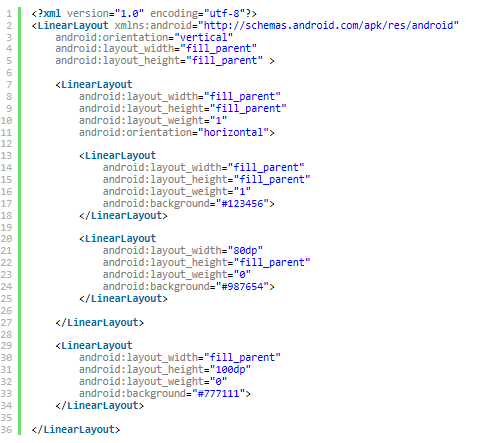 1 <?xml version="1.0" encoding="utf-8"?>
2 <LinearLayout xmlns:android="http://schemas.android.com/apk/res/android"
3     android:orientation="vertical"
4     android:layout_width="fill_parent"
5     android:layout_height="fill_parent" >
6
7     <LinearLayout
8         android:layout_width="fill_parent"
9         android:layout_height="fill_parent"
10         android:layout_weight="1"
11         android:orientation="horizontal">
12
13         <LinearLayout
14             android:layout_width="fill_parent"
15             android:layout_height="fill_parent"
16             android:layout_weight="1"
17             android:background="#123456">
18         </LinearLayout>
19
20         <LinearLayout
21             android:layout_width="80dp"
22             android:layout_height="fill_parent"
23             android:layout_weight="0"
24             android:background="#987654">
25         </LinearLayout>
26
27     </LinearLayout>
28
29     <LinearLayout
30         android:layout_width="fill_parent"
31         android:layout_height="100dp"
32         android:layout_weight="0"
33         android:background="#777111">
34     </LinearLayout>
35
36 </LinearLayout>